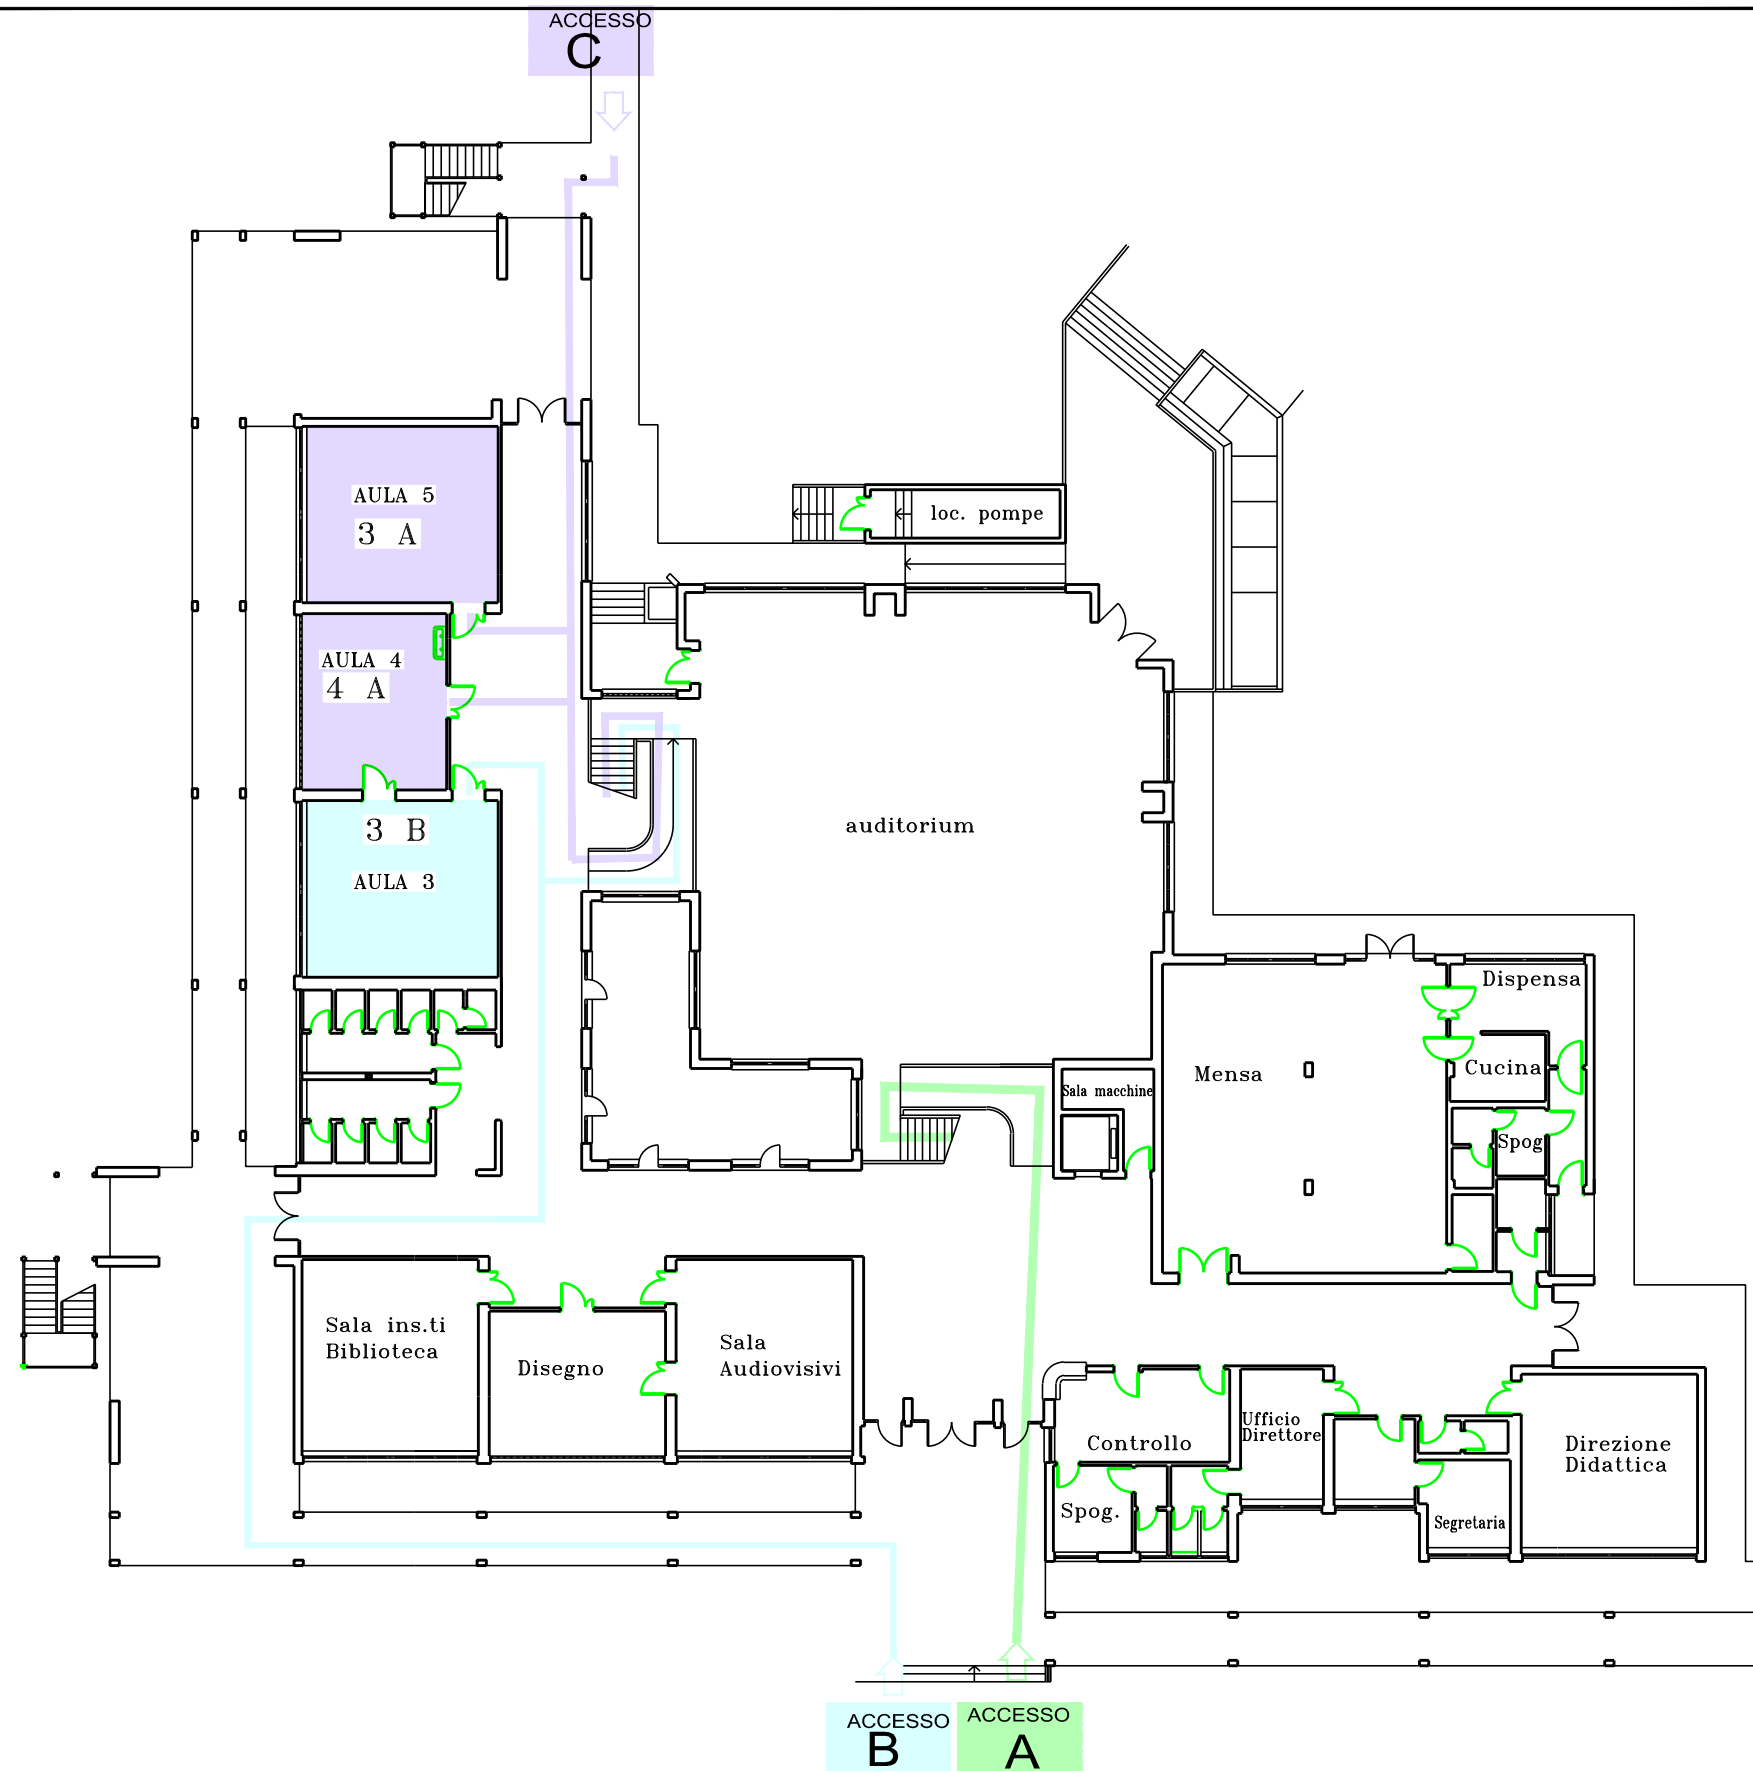 ACCESSO
C
AULA 5
3 A
loc. pompe
AULA 4
4 A
3 B
AULA 3
auditorium
Dispensa
Cucina
Mensa
Sala macchine
Spog
Sala ins.ti
Biblioteca
Disegno
Sala
Audiovisivi
Controllo
Ufficio
Direttore
Direzione
Didattica
Spog.
Segretaria
ACCESSO
B
ACCESSO
A